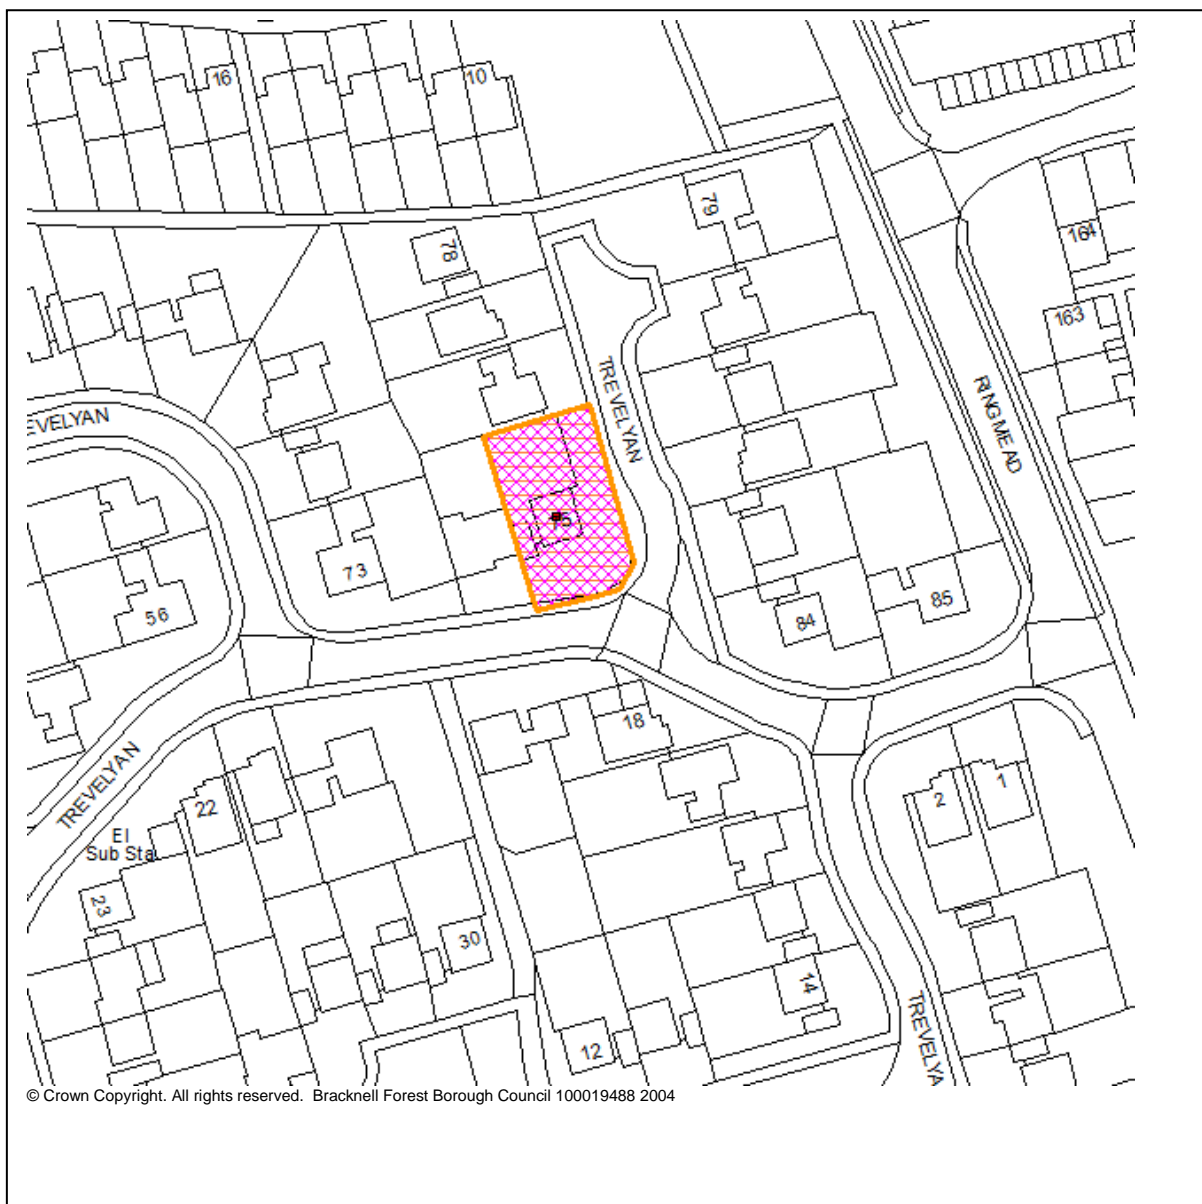 16
10
79
164
78
163
TREVELYAN
RINGMEAD
EVELYAN
75
73
56
85
84
18
TREVELYAN
22
2
1
El
Sub Sta
23
30
14
12
TREVELYA
© Crown Copyright. All rights reserved. Bracknell Forest Borough Council 100019488 2004